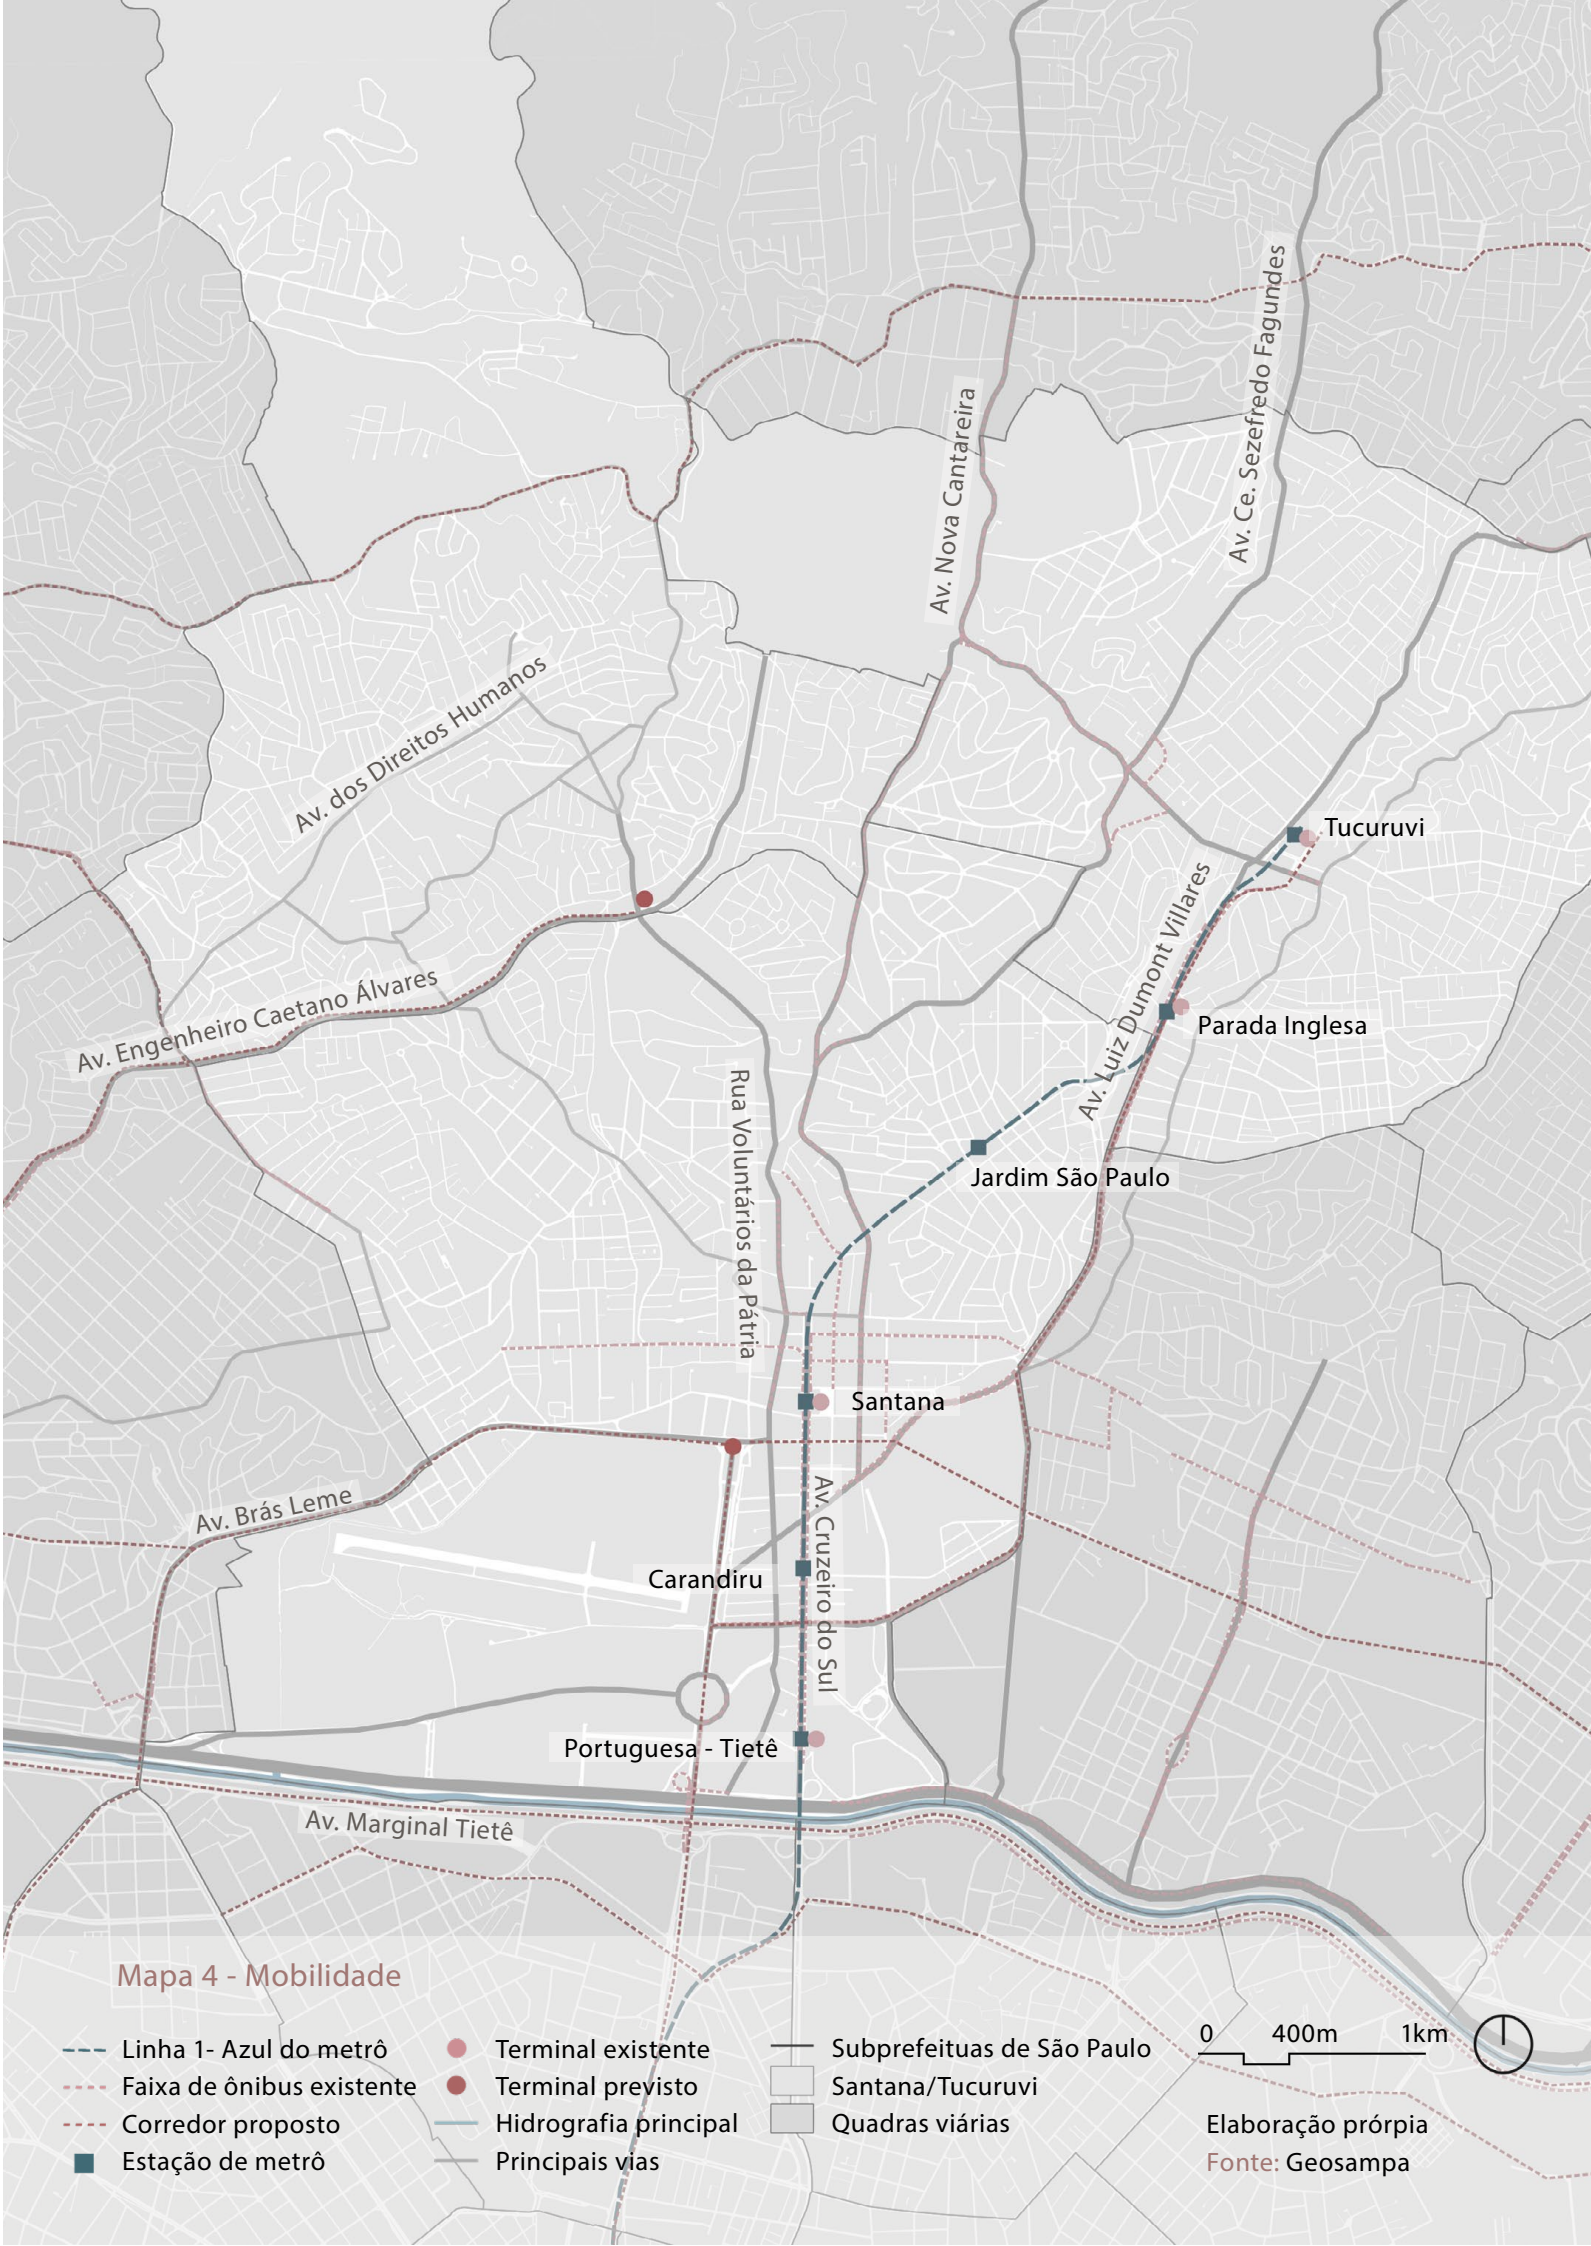 Av. Ce. Sezefredo Fagundes
Av. Nova Cantareira
Av. dos Direitos Humanos
Tucuruvi
Av. Luiz Dumont Villares
Av. Engenheiro Caetano Álvares
Parada Inglesa
Rua Voluntários da Pátria
Jardim São Paulo
Santana
Av. Brás Leme
Av. Cruzeiro do Sul
Carandiru
Portuguesa - Tietê
Av. Marginal Tietê
Mapa 4 - Mobilidade
Linha 1- Azul do metrô
Faixa de ônibus existente
Corredor proposto
Estação de metrô
Terminal existente
Terminal previsto
Hidrografia principal
Principais vias
Subprefeituas de São Paulo
Santana/Tucuruvi
Quadras viárias
0 400m 1km
Elaboração prórpia
Fonte: Geosampa